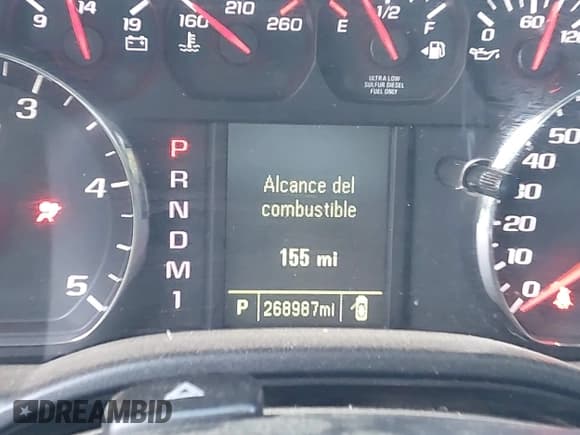 9 14 19
160 210 260
E 1/2 F
ULTRA LOW
SULFUR DIESEL
FUEL ONLY
0 60 120
3
4
5
P
R
N
D
M
1
Alcance del
combustible
155 mi
P 268987mi
50
40
30
20
10
0
DREAMBID